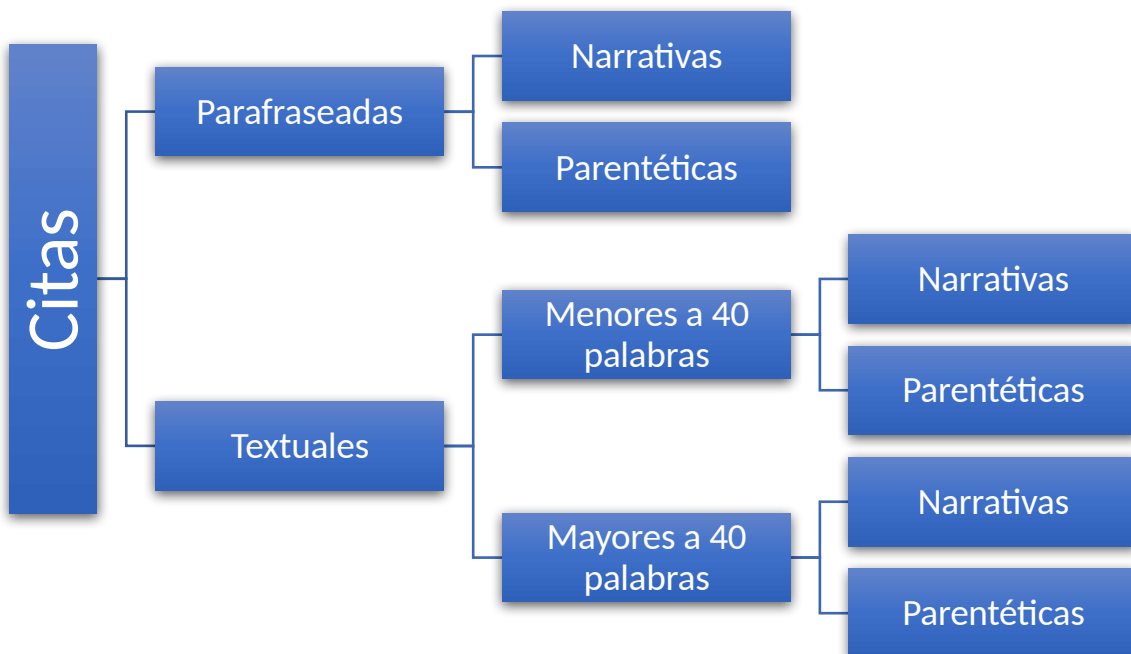 Citas
Parafraseadas
Narrativas
Parentéticas
Textuales
Menores a 40
palabras
Narrativas
Parentéticas
Mayores a 40
palabras
Narrativas
Parentéticas